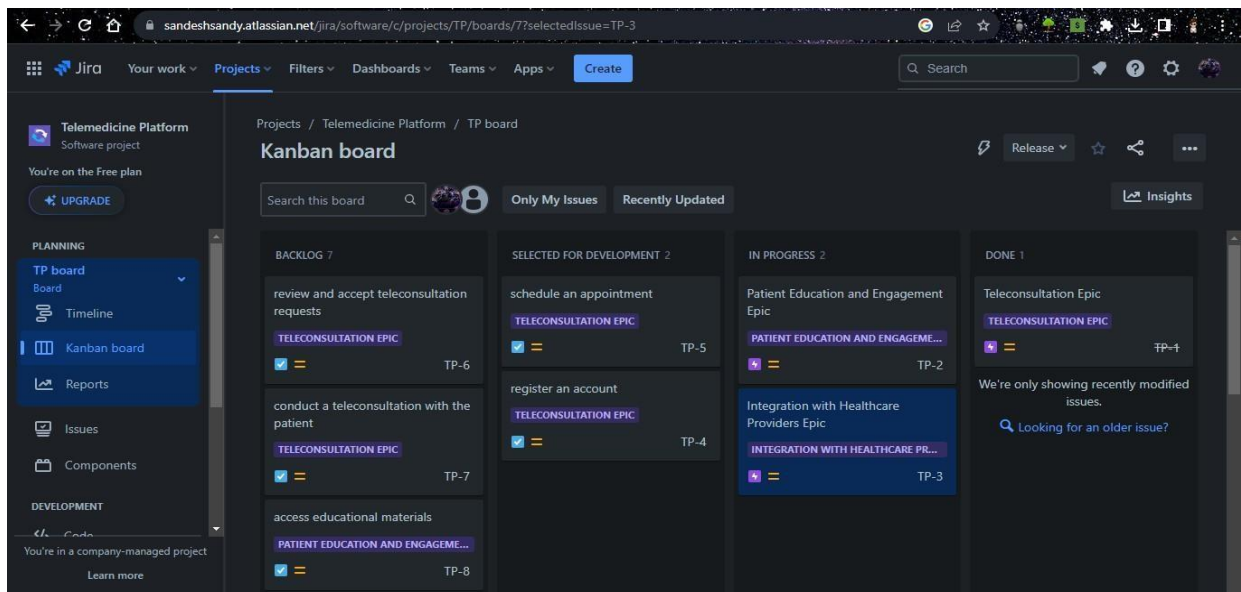 sandeshsandy.atlassian.net/jira/software/c/projects/TP/boards/7?selectedIssue=TP-3
Jira Your work Projects Filters Dashboards Teams Apps Create Search
Telemedicine Platform
Software project
You're on the Free plan
UPGRADE
PLANNING
TP board
Board
Timeline
Kanban board
Reports
Issues
Components
DEVELOPMENT
Code
You're in a company-managed project
Learn more
Projects / Telemedicine Platform / TP board
Kanban board
Release
Search this board
Only My Issues Recently Updated
Insights
BACKLOG 7
review and accept teleconsultation
requests
TELECONSULTATION EPIC
TP-6
conduct a teleconsultation with the
patient
TELECONSULTATION EPIC
TP-7
access educational materials
PATIENT EDUCATION AND ENGAGEME...
TP-8
SELECTED FOR DEVELOPMENT 2
schedule an appointment
TELECONSULTATION EPIC
TP-5
register an account
TELECONSULTATION EPIC
TP-4
IN PROGRESS 2
Patient Education and Engagement
Epic
PATIENT EDUCATION AND ENGAGEME...
TP-2
Integration with Healthcare
Providers Epic
INTEGRATION WITH HEALTHCARE PR...
TP-3
DONE 1
Teleconsultation Epic
TELECONSULTATION EPIC
TP-1
We're only showing recently modified
issues.
Looking for an older issue?